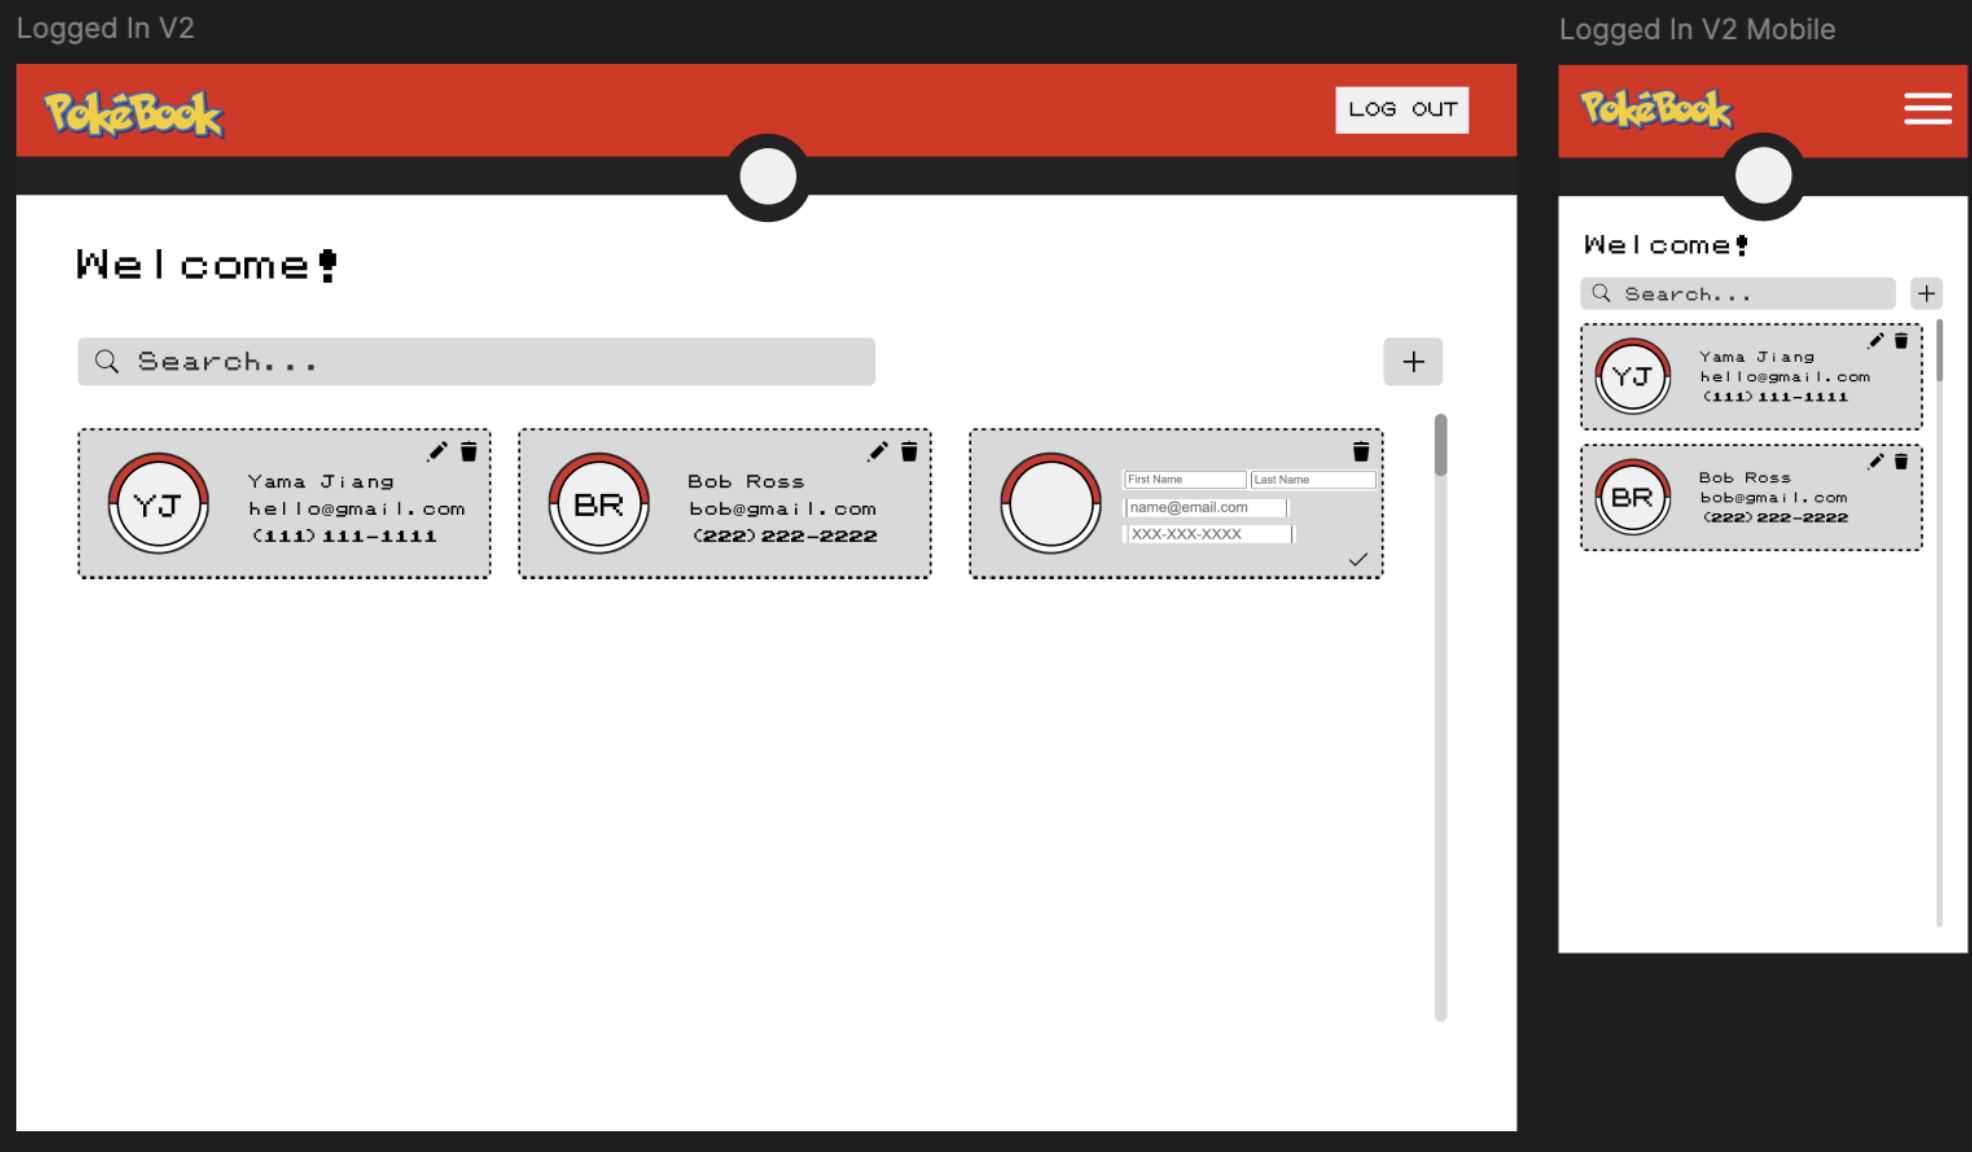 Logged In V2
PokéBook
LOG OUT
Welcome!
Search...
+
YJ
Yama Jiang
hello@gmail.com
(111) 111-1111
BR
Bob Ross
bob@gmail.com
(222) 222-2222
First Name
Last Name
name@email.com
XXX-XXX-XXXX
Logged In V2 Mobile
PokéBook
Welcome!
Search...
+
YJ
Yama Jiang
hello@gmail.com
(111) 111-1111
BR
Bob Ross
bob@gmail.com
(222) 222-2222